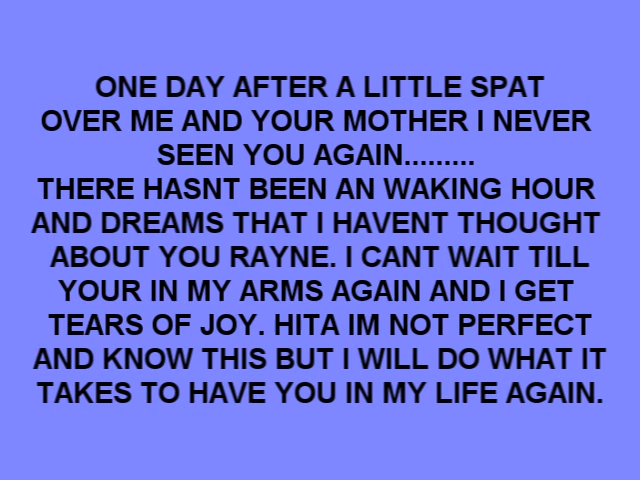 ONE DAY AFTER A LITTLE SPAT
OVER ME AND YOUR MOTHER I NEVER
SEEN YOU AGAIN.........
THERE HASNT BEEN AN WAKING HOUR
AND DREAMS THAT I HAVENT THOUGHT
ABOUT YOU RAYNE. I CANT WAIT TILL
YOUR IN MY ARMS AGAIN AND I GET
TEARS OF JOY. HITA IM NOT PERFECT
AND KNOW THIS BUT I WILL DO WHAT IT
TAKES TO HAVE YOU IN MY LIFE AGAIN.